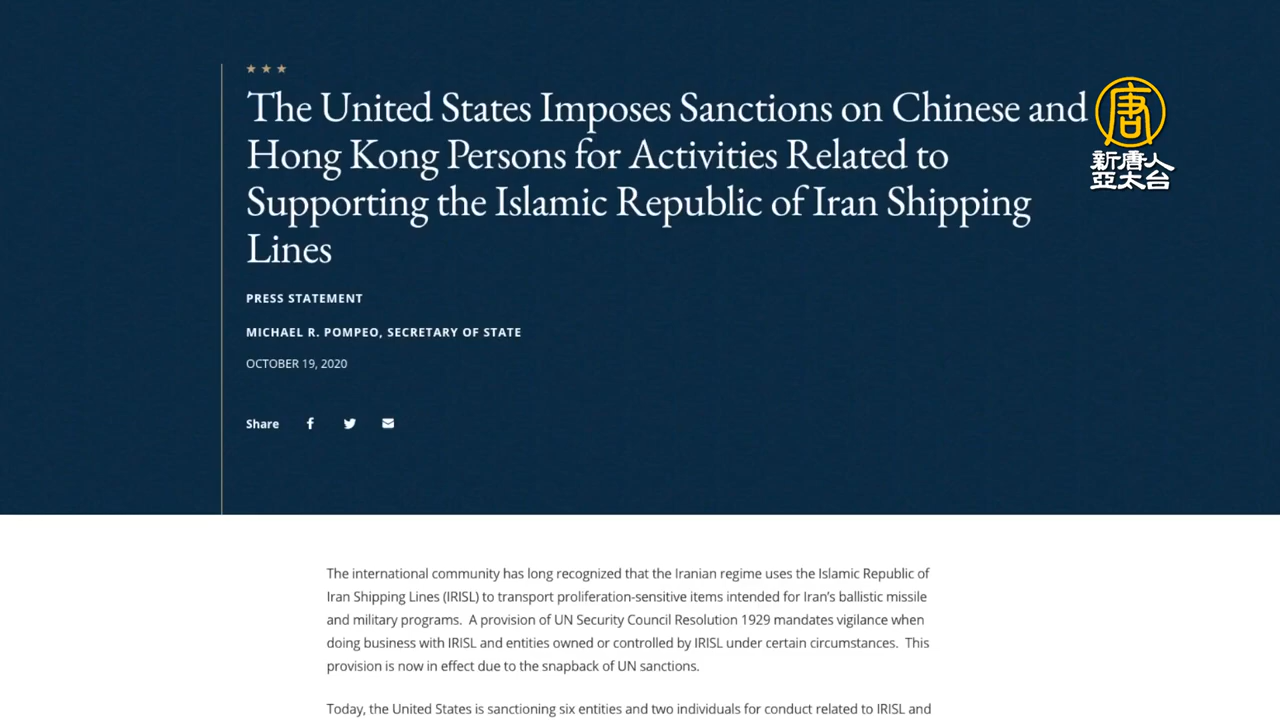 The United States Imposes Sanctions on Chinese and
Hong Kong Persons for Activities Related to
Supporting the Islamic Republic of Iran Shipping
Lines
唐
新唐人
亞太台
PRESS STATEMENT
MICHAEL R. POMPEO, SECRETARY OF STATE
OCTOBER 19, 2020
Share
The international community has long recognized that the Iranian regime uses the Islamic Republic of
Iran Shipping Lines (IRISL) to transport proliferation-sensitive items intended for Iran's ballistic missile
and military programs. A provision of UN Security Council Resolution 1929 mandates vigilance when
doing business with IRISL and entities owned or controlled by IRISL under certain circumstances. This
provision is now in effect due to the snapback of UN sanctions.
Today, the United States is sanctioning six entities and two individuals for conduct related to IRISL and